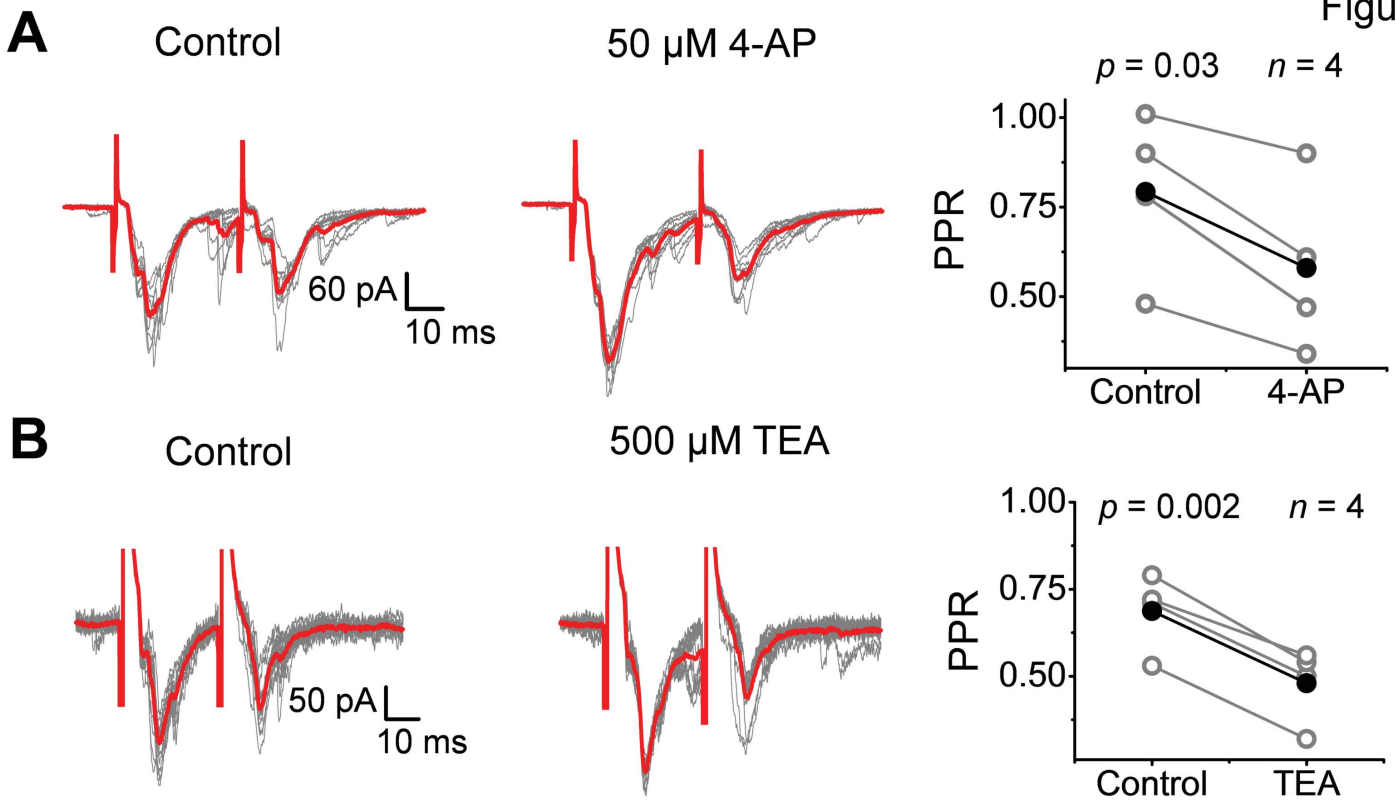 Figu
A
Control
50 µM 4-AP
p = 0.03 n = 4
60 pA
10 ms
PPR
1.00
0.75
0.50
Control 4-AP
B
Control
500 µM TEA
p = 0.002 n = 4
50 pA
10 ms
PPR
1.00
0.75
0.50
Control TEA